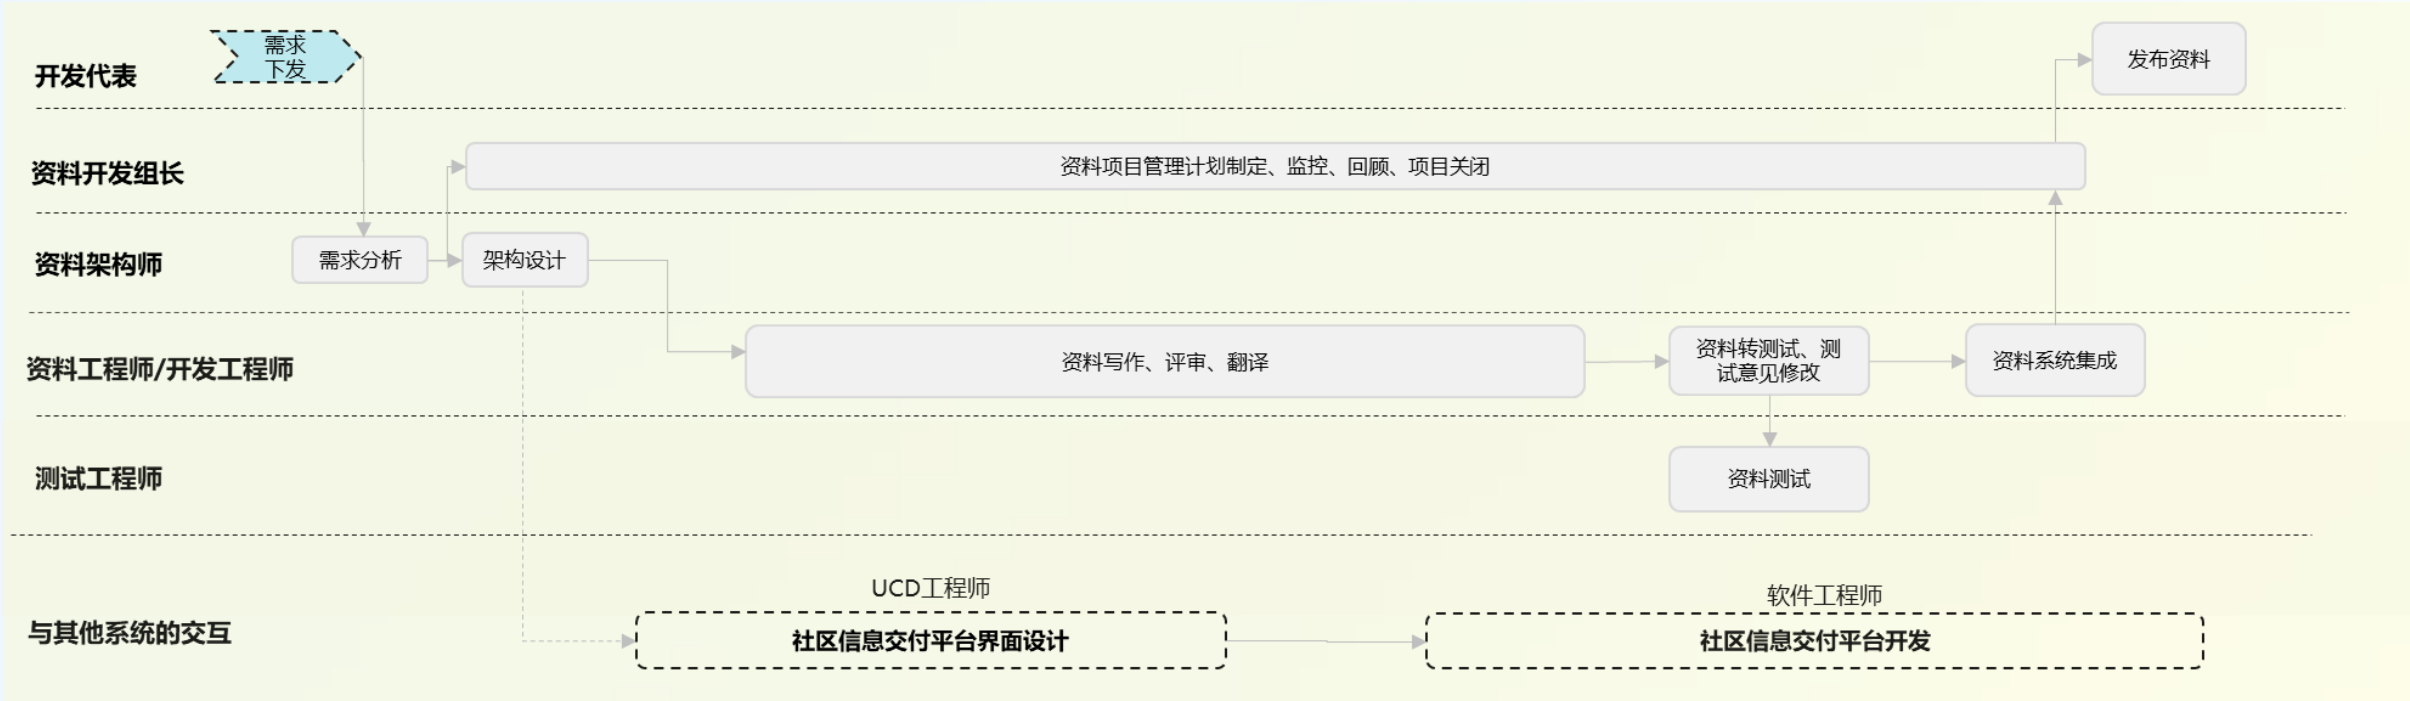 开发代表
需求
下发
发布资料
资料开发组长
资料项目管理计划制定、监控、回顾、项目关闭
资料架构师
需求分析
架构设计
资料工程师/开发工程师
资料写作、评审、翻译
资料转测试、测
试意见修改
资料系统集成
测试工程师
资料测试
与其他系统的交互
UCD工程师
社区信息交付平台界面设计
软件工程师
社区信息交付平台开发